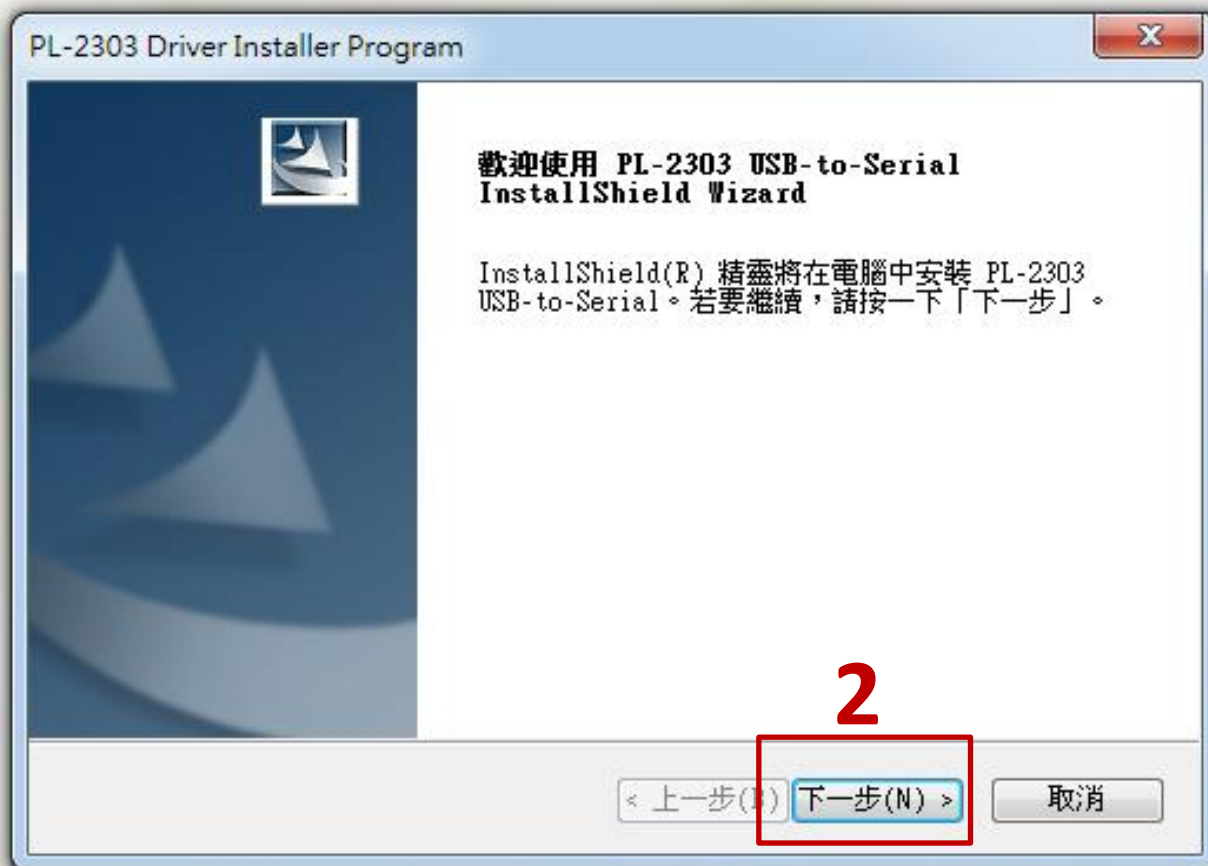 PL-2303 Driver Installer Program
歡迎使用 PL-2303 USB-to-Serial
InstallShield Wizard
InstallShield(R) 精靈將在電腦中安裝 PL-2303
USB-to-Serial。若要繼續，請按一下「下一步」。
2
< 上一步(B) 下一步(N) > 取消